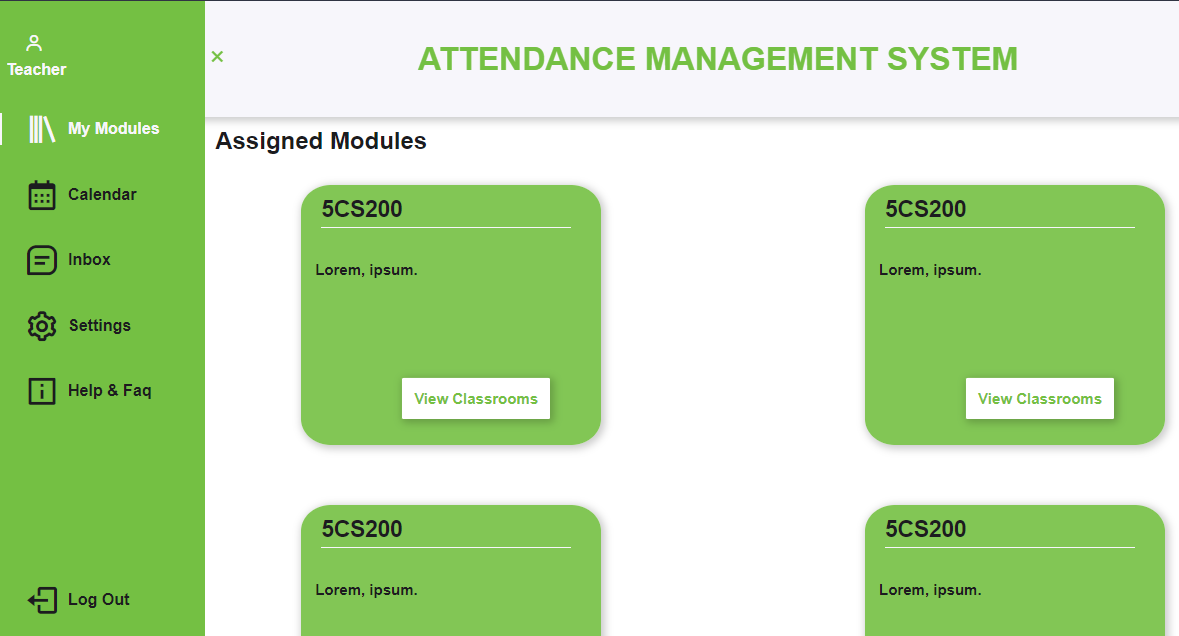 Teacher
My Modules
Calendar
Inbox
Settings
Help & Faq
Log Out
×
ATTENDANCE MANAGEMENT SYSTEM
Assigned Modules
5CS200
Lorem, ipsum.
View Classrooms
5CS200
Lorem, ipsum.
View Classrooms
5CS200
Lorem, ipsum.
5CS200
Lorem, ipsum.